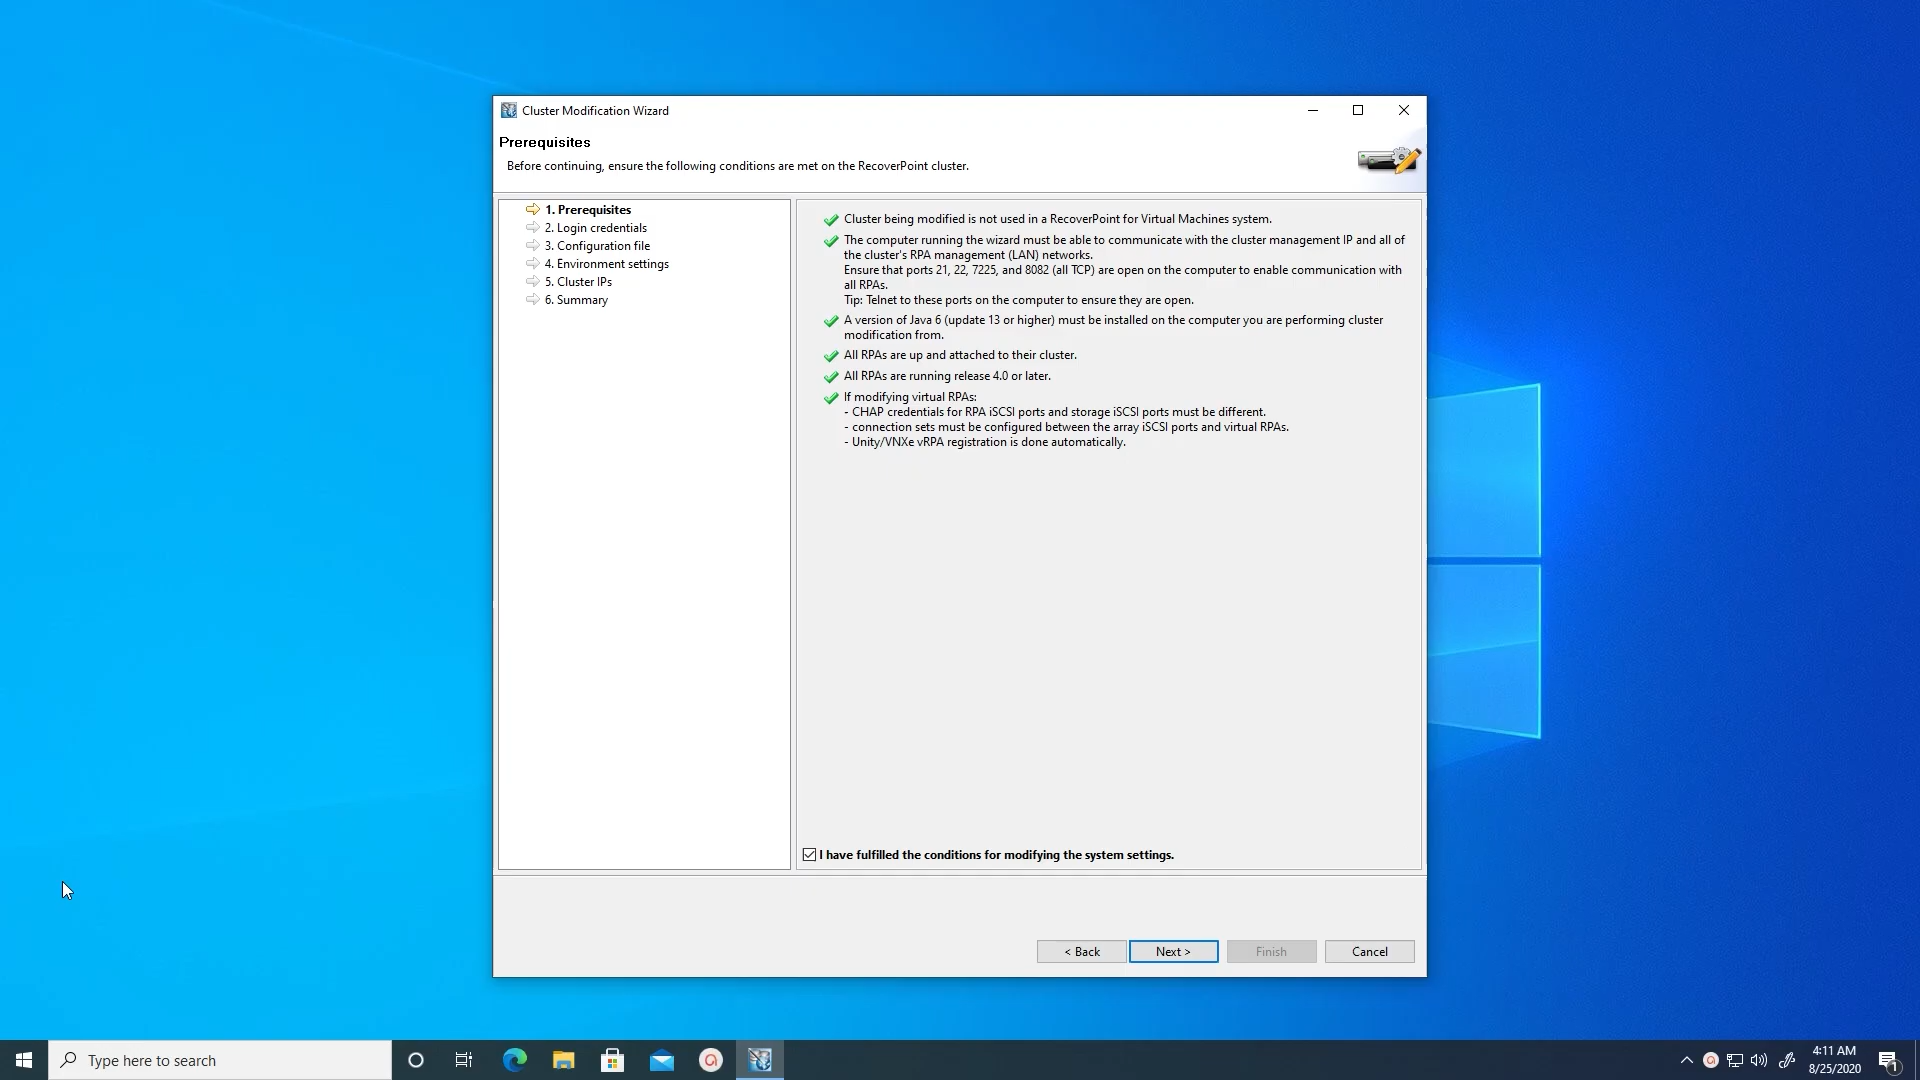 Cluster Modification Wizard
Prerequisites
Before continuing, ensure the following conditions are met on the RecoverPoint cluster.
1. Prerequisites
2. Login credentials
3. Configuration file
4. Environment settings
5. Cluster IPs
6. Summary
Cluster being modified is not used in a RecoverPoint for Virtual Machines system.
The computer running the wizard must be able to communicate with the cluster management IP and all of
the cluster's RPA management (LAN) networks.
Ensure that ports 21, 22, 7225, and 8082 (all TCP) are open on the computer to enable communication with
all RPAs.
Tip: Telnet to these ports on the computer to ensure they are open.
A version of Java 6 (update 13 or higher) must be installed on the computer you are performing cluster
modification from.
All RPAs are up and attached to their cluster.
All RPAs are running release 4.0 or later.
If modifying virtual RPAs:
- CHAP credentials for RPA iSCSI ports and storage iSCSI ports must be different.
- connection sets must be configured between the array iSCSI ports and virtual RPAs.
- Unity/VNXe vRPA registration is done automatically.
I have fulfilled the conditions for modifying the system settings.
< Back Next > Finish Cancel
Type here to search
4:11 AM
8/25/2020
1